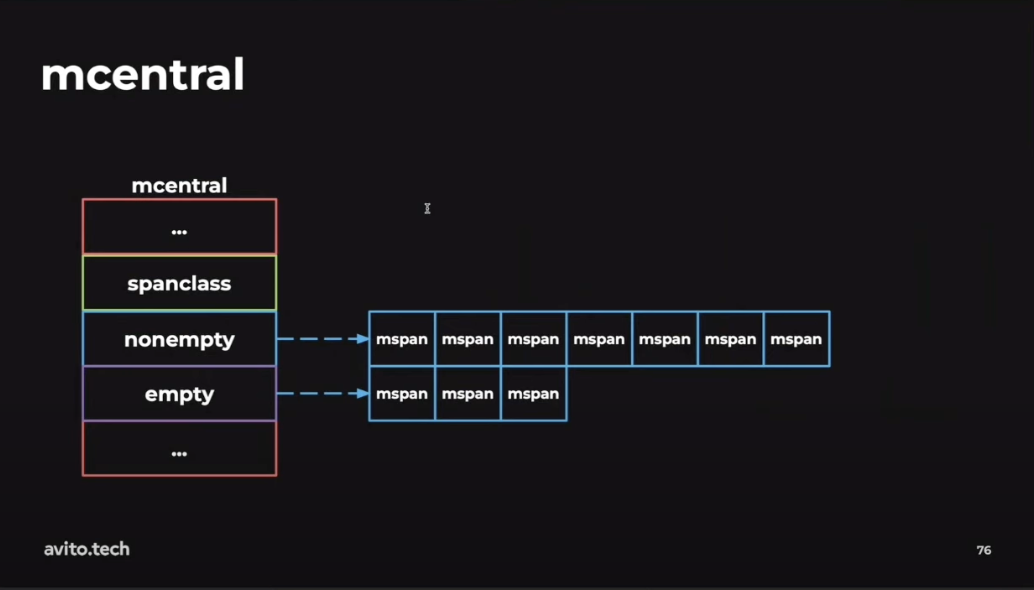 mcentral
mcentral
...
spanclass
nonempty
mspan mspan mspan mspan mspan mspan mspan
empty
mspan mspan mspan
...
avito.tech
76